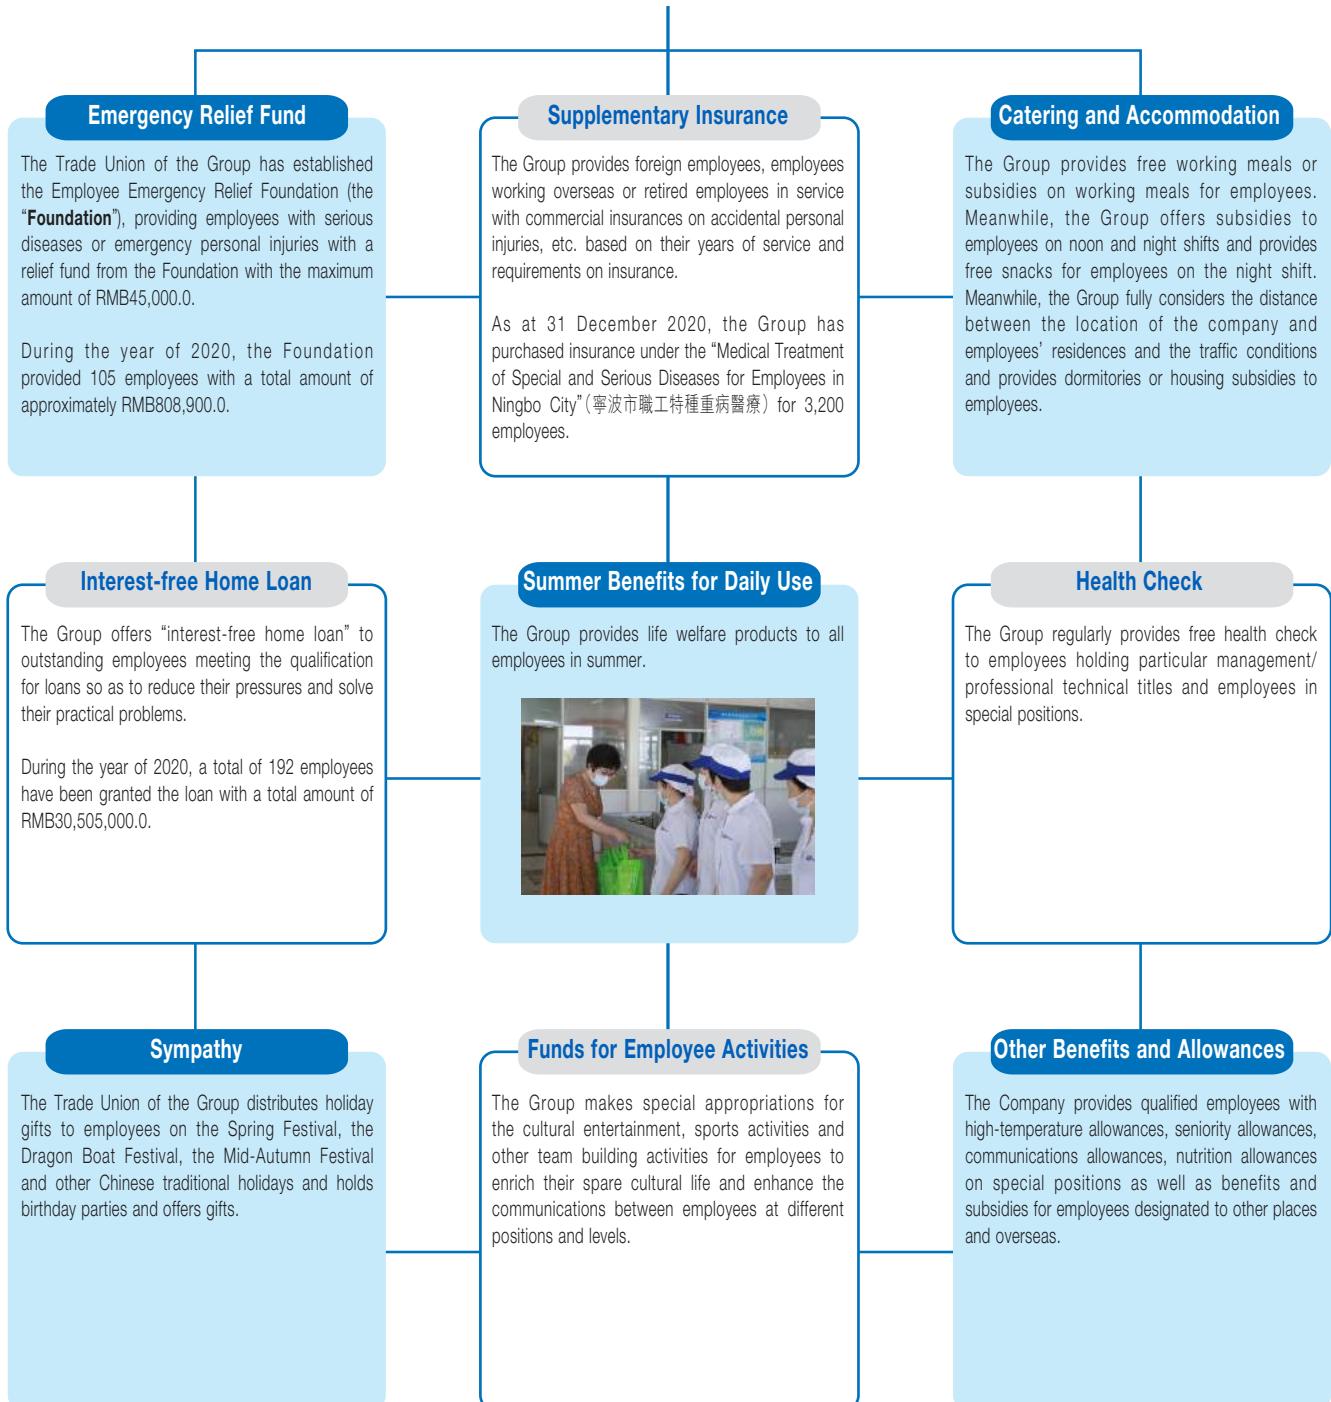 Emergency Relief Fund
The Trade Union of the Group has established
the Employee Emergency Relief Foundation (the
“Foundation”), providing employees with serious
diseases or emergency personal injuries with a
relief fund from the Foundation with the maximum
amount of RMB45,000.0.
During the year of 2020, the Foundation
provided 105 employees with a total amount of
approximately RMB808,900.0.
Supplementary Insurance
The Group provides foreign employees, employees
working overseas or retired employees in service
with commercial insurances on accidental personal
injuries, etc. based on their years of service and
requirements on insurance.
As at 31 December 2020, the Group has
purchased insurance under the “Medical Treatment
of Special and Serious Diseases for Employees in
Ningbo City”(寧波市職工特種重病醫療) for 3,200
employees.
Catering and Accommodation
The Group provides free working meals or
subsidies on working meals for employees.
Meanwhile, the Group offers subsidies to
employees on noon and night shifts and provides
free snacks for employees on the night shift.
Meanwhile, the Group fully considers the distance
between the location of the company and
employees’ residences and the traffic conditions
and provides dormitories or housing subsidies to
employees.
Interest-free Home Loan
The Group offers “interest-free home loan” to
outstanding employees meeting the qualification
for loans so as to reduce their pressures and solve
their practical problems.
During the year of 2020, a total of 192 employees
have been granted the loan with a total amount of
RMB30,505,000.0.
Summer Benefits for Daily Use
The Group provides life welfare products to all
employees in summer.
Health Check
The Group regularly provides free health check
to employees holding particular management/
professional technical titles and employees in
special positions.
Sympathy
The Trade Union of the Group distributes holiday
gifts to employees on the Spring Festival, the
Dragon Boat Festival, the Mid-Autumn Festival
and other Chinese traditional holidays and holds
birthday parties and offers gifts.
Funds for Employee Activities
The Group makes special appropriations for
the cultural entertainment, sports activities and
other team building activities for employees to
enrich their spare cultural life and enhance the
communications between employees at different
positions and levels.
Other Benefits and Allowances
The Company provides qualified employees with
high-temperature allowances, seniority allowances,
communications allowances, nutrition allowances
on special positions as well as benefits and
subsidies for employees designated to other places
and overseas.